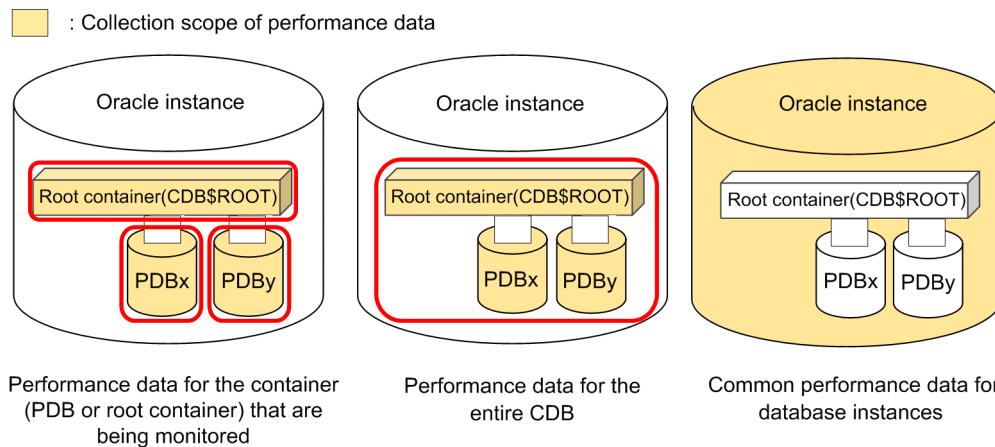 : Collection scope of performance data
Oracle instance
Root container(CDB$ROOT)
PDBx
PDBy
Performance data for the container
(PDB or root container) that are
being monitored
Oracle instance
Root container(CDB$ROOT)
PDBx
PDBy
Performance data for the
entire CDB
Oracle instance
Root container(CDB$ROOT)
PDBx
PDBy
Common performance data for
database instances